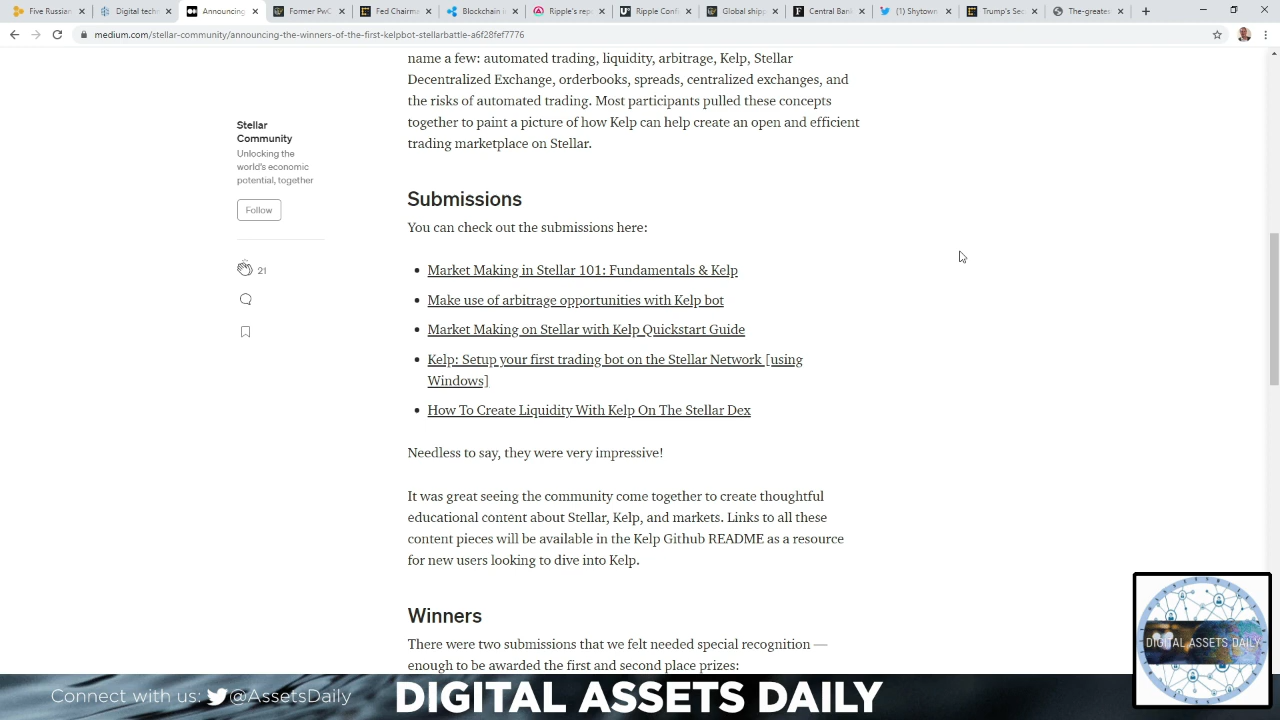 Five Russian
Digital tech
Announcing
Former PwC
Fed Chairma
Blockchain
Ripple's rep
Ripple Conf
Global ship
Central Ban
(1) Shytown
Trump's Sec
The-greates
medium.com/stellar-community/announcing-the-winners-of-the-first-kelpbot-stellarbattle-a6f28fef7776
name a few: automated trading, liquidity, arbitrage, Kelp, Stellar
Decentralized Exchange, orderbooks, spreads, centralized exchanges, and
the risks of automated trading. Most participants pulled these concepts
together to paint a picture of how Kelp can help create an open and efficient
trading marketplace on Stellar.
Stellar
Community
Unlocking the
world's economic
potential, together
Follow
21
Submissions
You can check out the submissions here:
• Market Making in Stellar 101: Fundamentals & Kelp
• Make use of arbitrage opportunities with Kelp bot
• Market Making on Stellar with Kelp Quickstart Guide
• Kelp: Setup your first trading bot on the Stellar Network [using
Windows]
• How To Create Liquidity With Kelp On The Stellar Dex
Needless to say, they were very impressive!
It was great seeing the community come together to create thoughtful
educational content about Stellar, Kelp, and markets. Links to all these
content pieces will be available in the Kelp Github README as a resource
for new users looking to dive into Kelp.
Winners
There were two submissions that we felt needed special recognition —
enough to be awarded the first and second place prizes:
DIGITAL ASSETS DAILY
Connect with us: @AssetsDaily
DIGITAL ASSETS DAILY